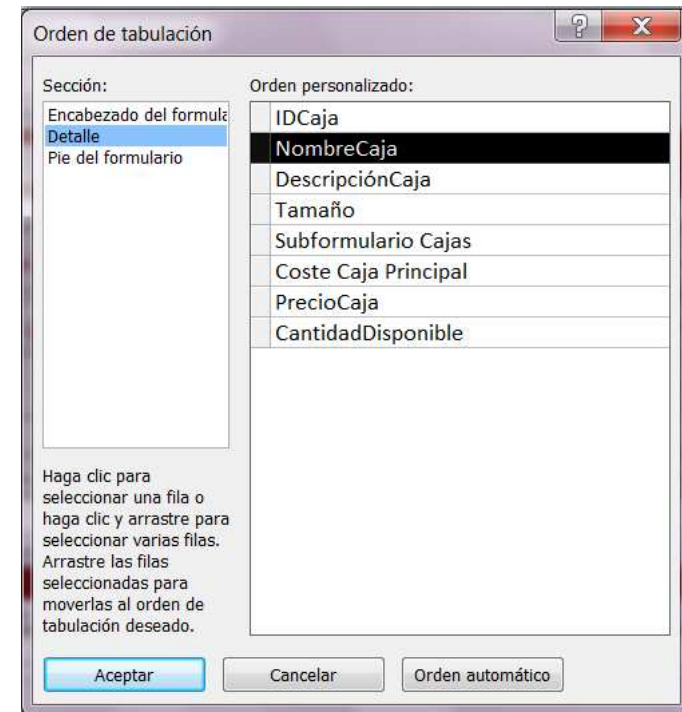 Orden de tabulación
Sección:
Encabezado del formula
Detalle
Pie del formulario
Haga clic para
seleccionar una fila o
haga clic y arrastre para
seleccionar varias filas.
Arrastre las filas
seleccionadas para
moverlas al orden de
tabulación deseado.
Orden personalizado:
IDCaja
NombreCaja
DescripciónCaja
Tamaño
Subformulario Cajas
Coste Caja Principal
PrecioCaja
CantidadDisponible
Aceptar
Cancelar
Orden automático